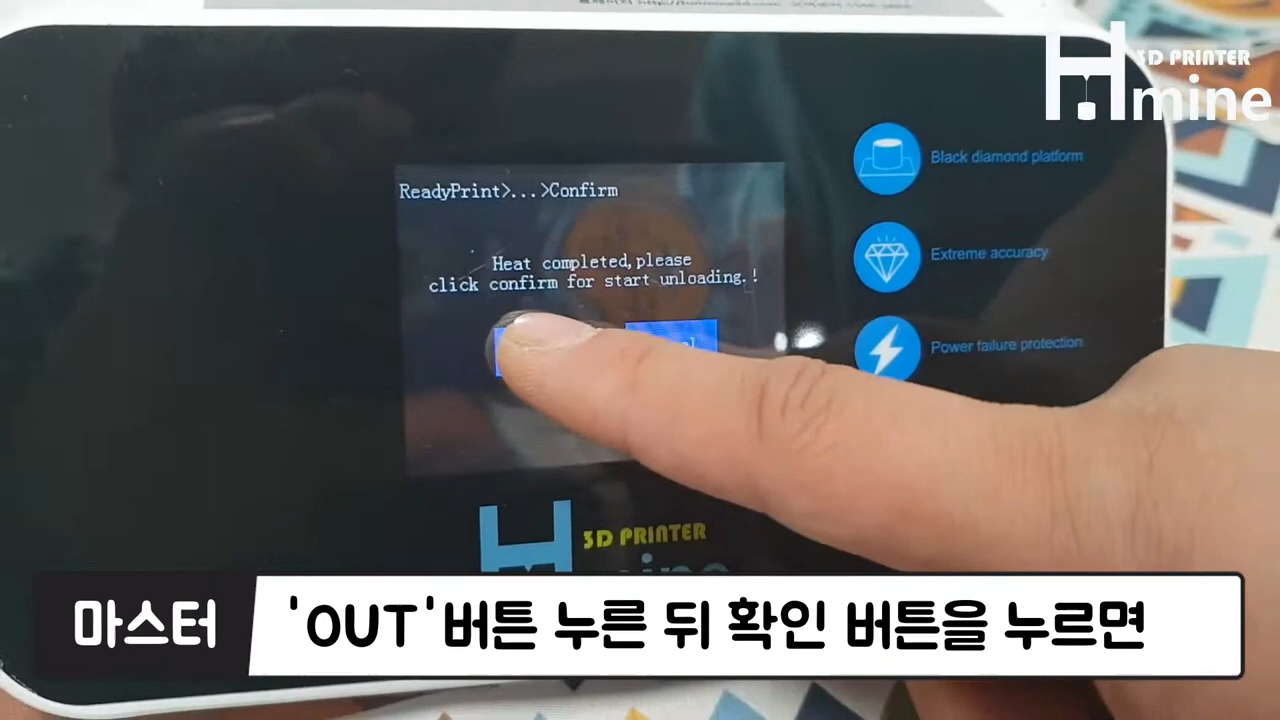 3D PRINTER
Hmine
Black diamond platform
ReadyPrint>...>Confirm
Extreme accuracy
Heat completed,please
click confirm for start unloading.!
Power failure protection
3D PRINTER
마스터
'OUT'버튼 누른 뒤 확인 버튼을 누르면